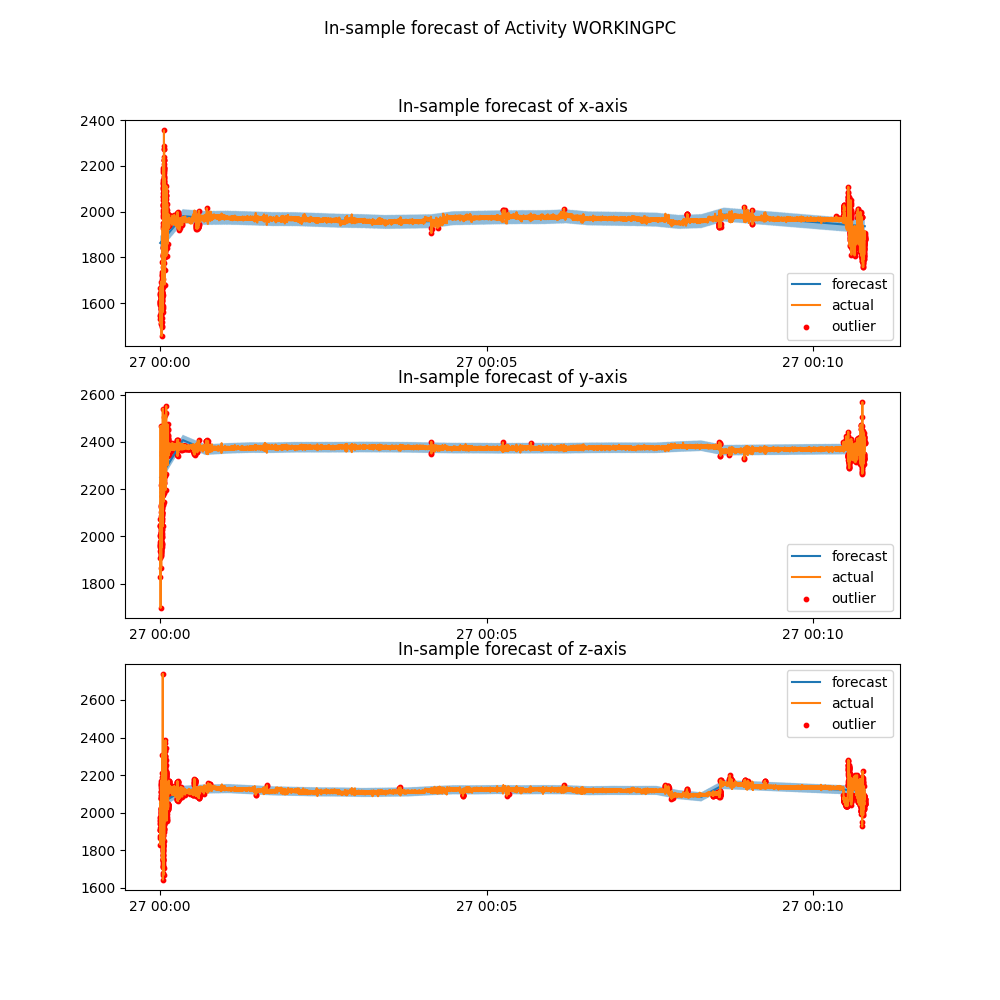 In-sample forecast of Activity WORKINGPC
In-sample forecast of x-axis
2400
2200
2000
1800
1600
forecast
actual
outlier
27 00:00
27 00:05
27 00:10
In-sample forecast of y-axis
2600
2400
2200
2000
1800
forecast
actual
outlier
27 00:00
27 00:05
27 00:10
In-sample forecast of z-axis
2600
2400
2200
2000
1800
1600
forecast
actual
outlier
27 00:00
27 00:05
27 00:10